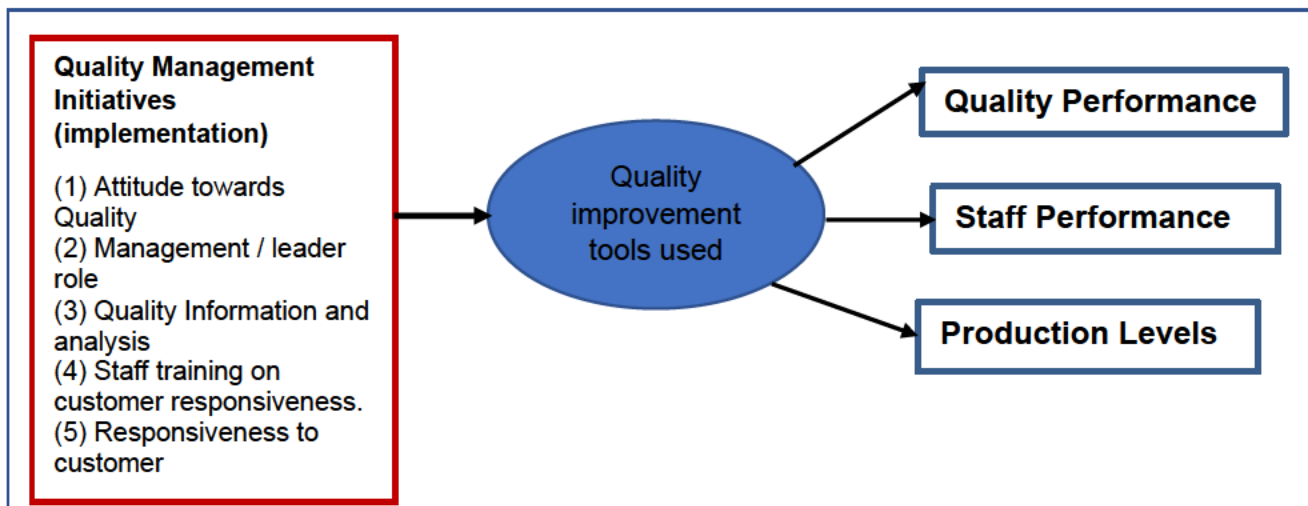 Quality Management
Initiatives
(implementation)
(1) Attitude towards
Quality
(2) Management / leader
role
(3) Quality Information and
analysis
(4) Staff training on
customer responsiveness.
(5) Responsiveness to
customer
Quality
improvement
tools used
Quality Performance
Staff Performance
Production Levels